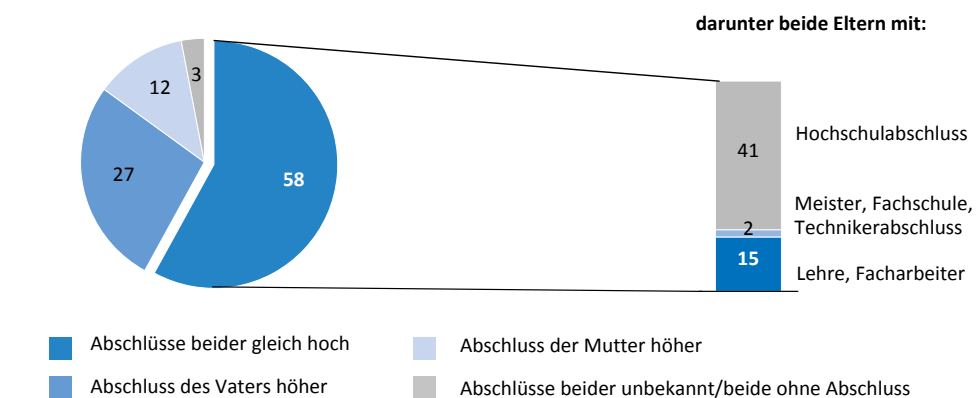 darunter beide Eltern mit:
3
12
27
58
41
Hochschulabschluss
2
Meister, Fachschule,
Technikerabschluss
15
Lehre, Facharbeiter
Abschlüsse beider gleich hoch
Abschluss der Mutter höher
Abschluss des Vaters höher
Abschlüsse beider unbekannt/beide ohne Abschluss